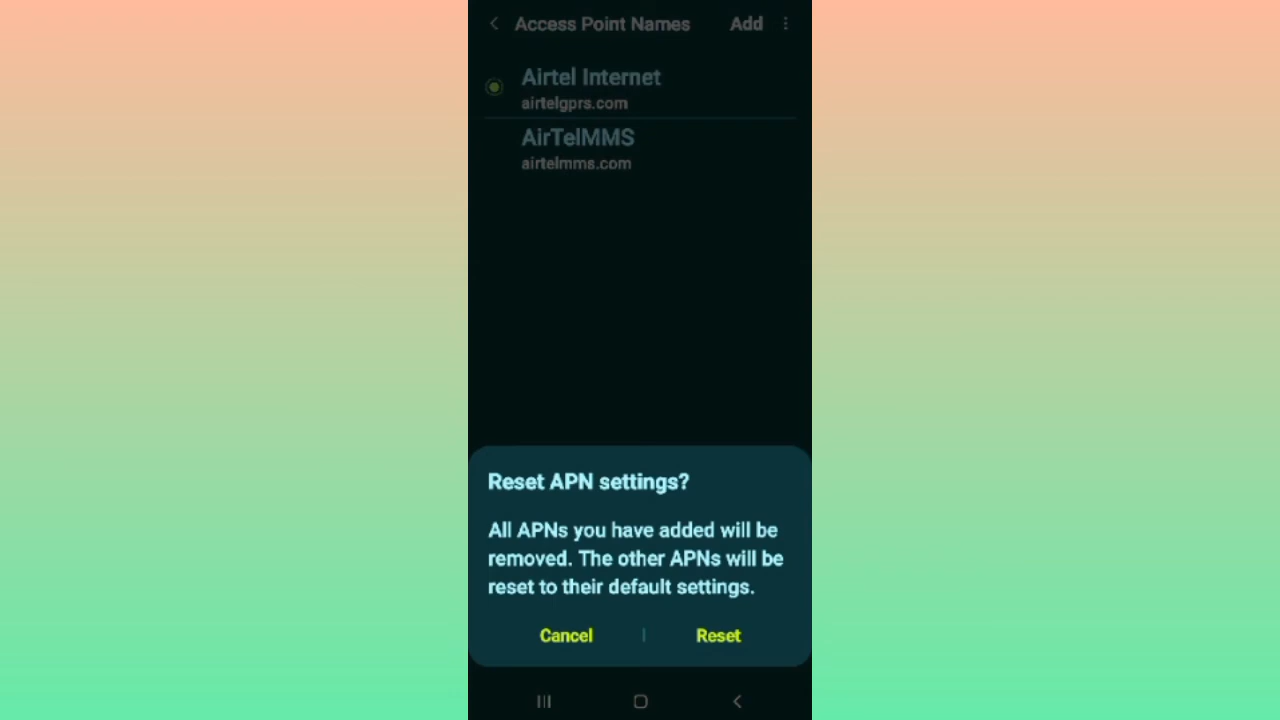 Access Point Names Add
Airtel Internet
airtelgprs.com
AirTelMMS
airtelmms.com
Reset APN settings?
All APNs you have added will be
removed. The other APNs will be
reset to their default settings.
Cancel | Reset